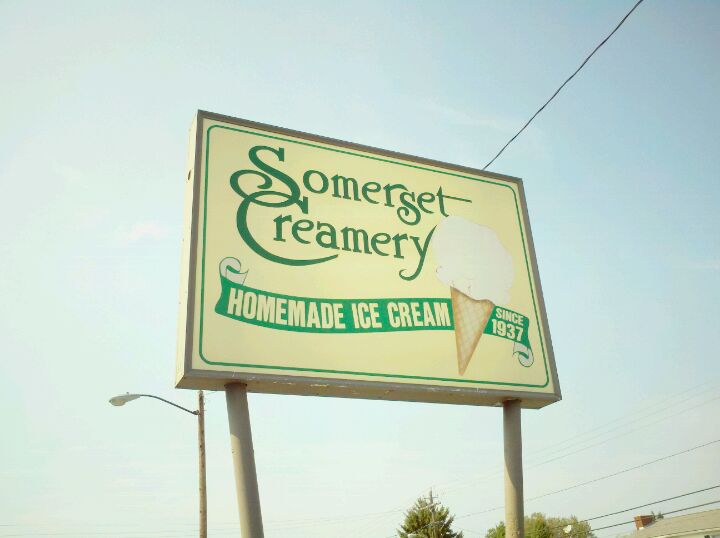 Somerset
Creamery
HOMEMADE ICE CREAM
SINCE
1937